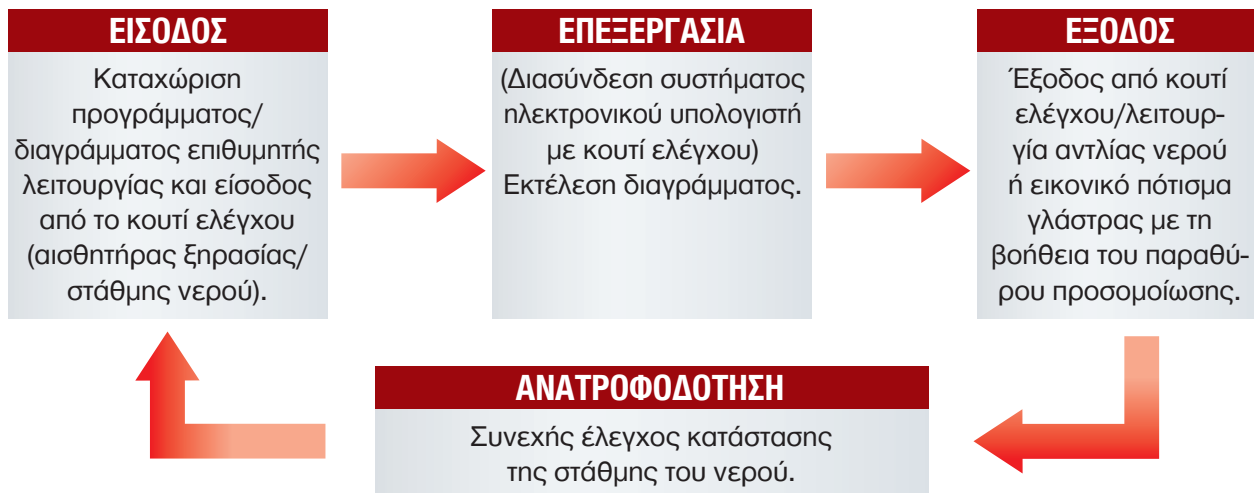 ΕΙΣΟΔΟΣ
Καταχώριση
προγράμματος/
διαγράμματος επιθυμητής
λειτουργίας και είσοδος
από το κουτί ελέγχου
(αισθητήρας ξηρασίας/
στάθμης νερού).
ΕΠΕΞΕΡΓΑΣΙΑ
(Διασύνδεση συστήματος
ηλεκτρονικού υπολογιστή
με κουτί ελέγχου)
Εκτέλεση διαγράμματος.
ΕΞΟΔΟΣ
Έξοδος από κουτί
ελέγχου/λειτουρ-
γία αντλίας νερού
ή εικονικό πότισμα
γλάστρας με τη
βοήθεια του παραθύ-
ρου προσομοίωσης.
ΑΝΑΤΡΟΦΟΔΟΤΗΣΗ
Συνεχής έλεγχος κατάστασης
της στάθμης του νερού.